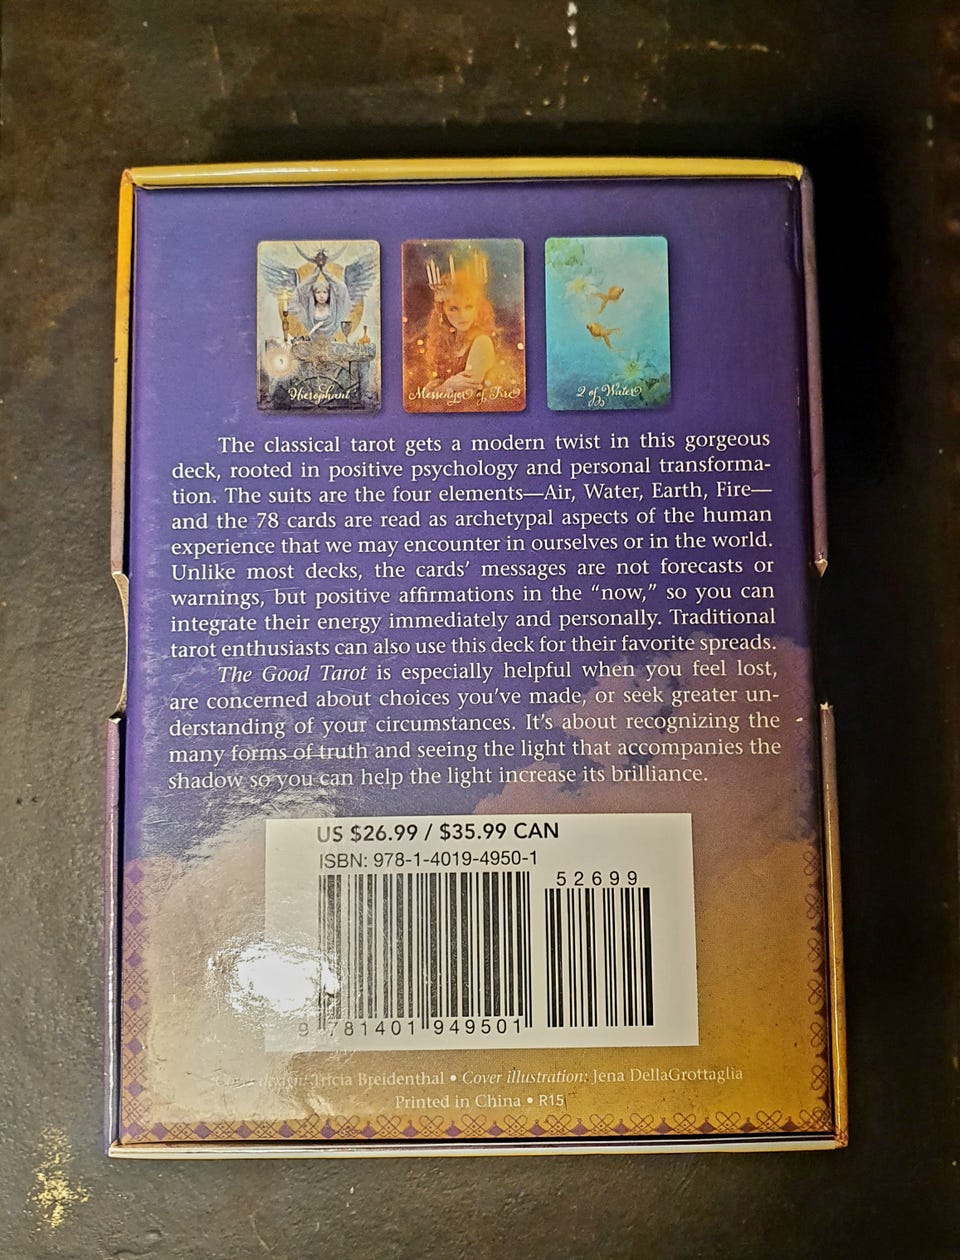 Hierophant
Messenger of Fire
2 of Water
The classical tarot gets a modern twist in this gorgeous
deck, rooted in positive psychology and personal transforma-
tion. The suits are the four elements—Air, Water, Earth, Fire—
and the 78 cards are read as archetypal aspects of the human
experience that we may encounter in ourselves or in the world.
Unlike most decks, the cards’ messages are not forecasts or
warnings, but positive affirmations in the “now,” so you can
integrate their energy immediately and personally. Traditional
tarot enthusiasts can also use this deck for their favorite spreads.
The Good Tarot is especially helpful when you feel lost,
are concerned about choices you’ve made, or seek greater un-
derstanding of your circumstances. It’s about recognizing the
many forms of truth and seeing the light that accompanies the
shadow so you can help the light increase its brilliance.
US $26.99 / $35.99 CAN
ISBN: 978-1-4019-4950-1
52699
9 781401 949501
Cover design: Tricia Breidenthal • Cover illustration: Jena DellaGrottaglia
Printed in China • R15